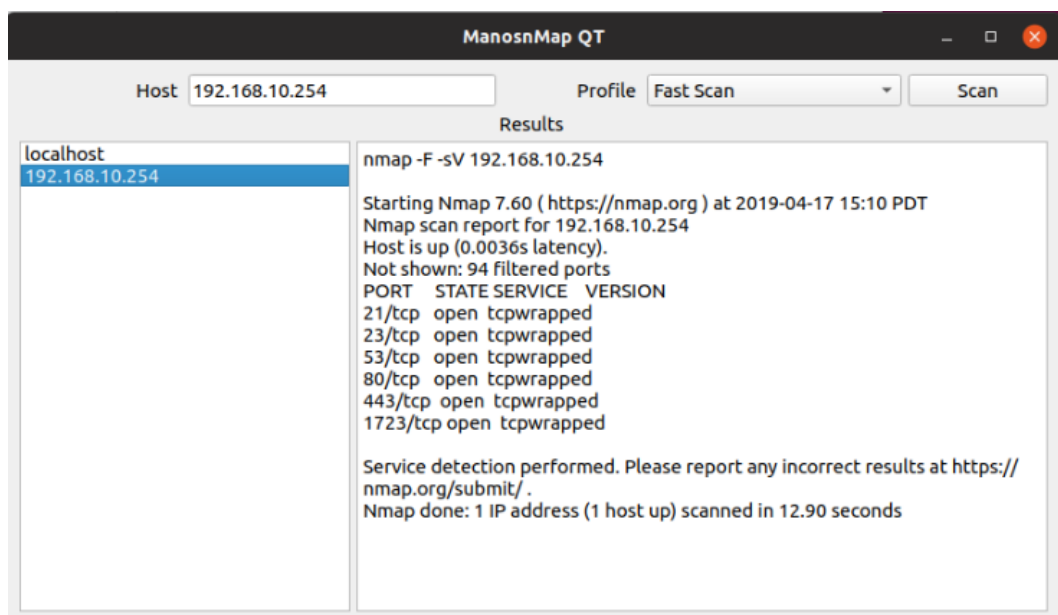 ManosnMap QT
Host 192.168.10.254 Profile Fast Scan Scan
Results
localhost
192.168.10.254
nmap -F -sV 192.168.10.254
Starting Nmap 7.60 ( https://nmap.org ) at 2019-04-17 15:10 PDT
Nmap scan report for 192.168.10.254
Host is up (0.0036s latency).
Not shown: 94 filtered ports
PORT STATE SERVICE VERSION
21/tcp open tcpwrapped
23/tcp open tcpwrapped
53/tcp open tcpwrapped
80/tcp open tcpwrapped
443/tcp open tcpwrapped
1723/tcp open tcpwrapped
Service detection performed. Please report any incorrect results at https://
nmap.org/submit/ .
Nmap done: 1 IP address (1 host up) scanned in 12.90 seconds